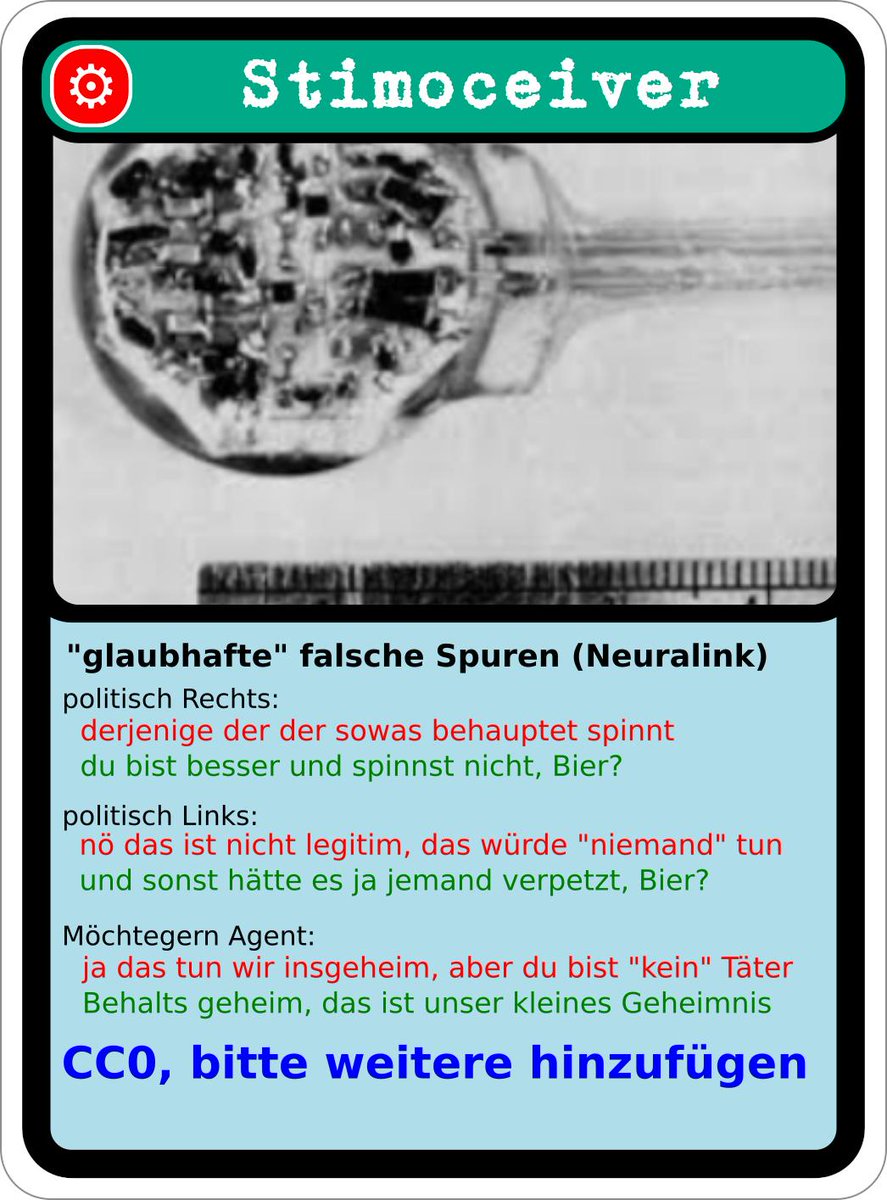 Stimoceiver
"glaubhafte" falsche Spuren (Neuralink)
politisch Rechts:
derjenige der der sowas behauptet spinnt
du bist besser und spinnst nicht, Bier?
politisch Links:
nö das ist nicht legitim, das würde "niemand" tun
und sonst hätte es ja jemand verpetzt, Bier?
Möchtegern Agent:
ja das tun wir insgeheim, aber du bist "kein" Täter
Behalts geheim, das ist unser kleines Geheimnis
CC0, bitte weitere hinzufügen